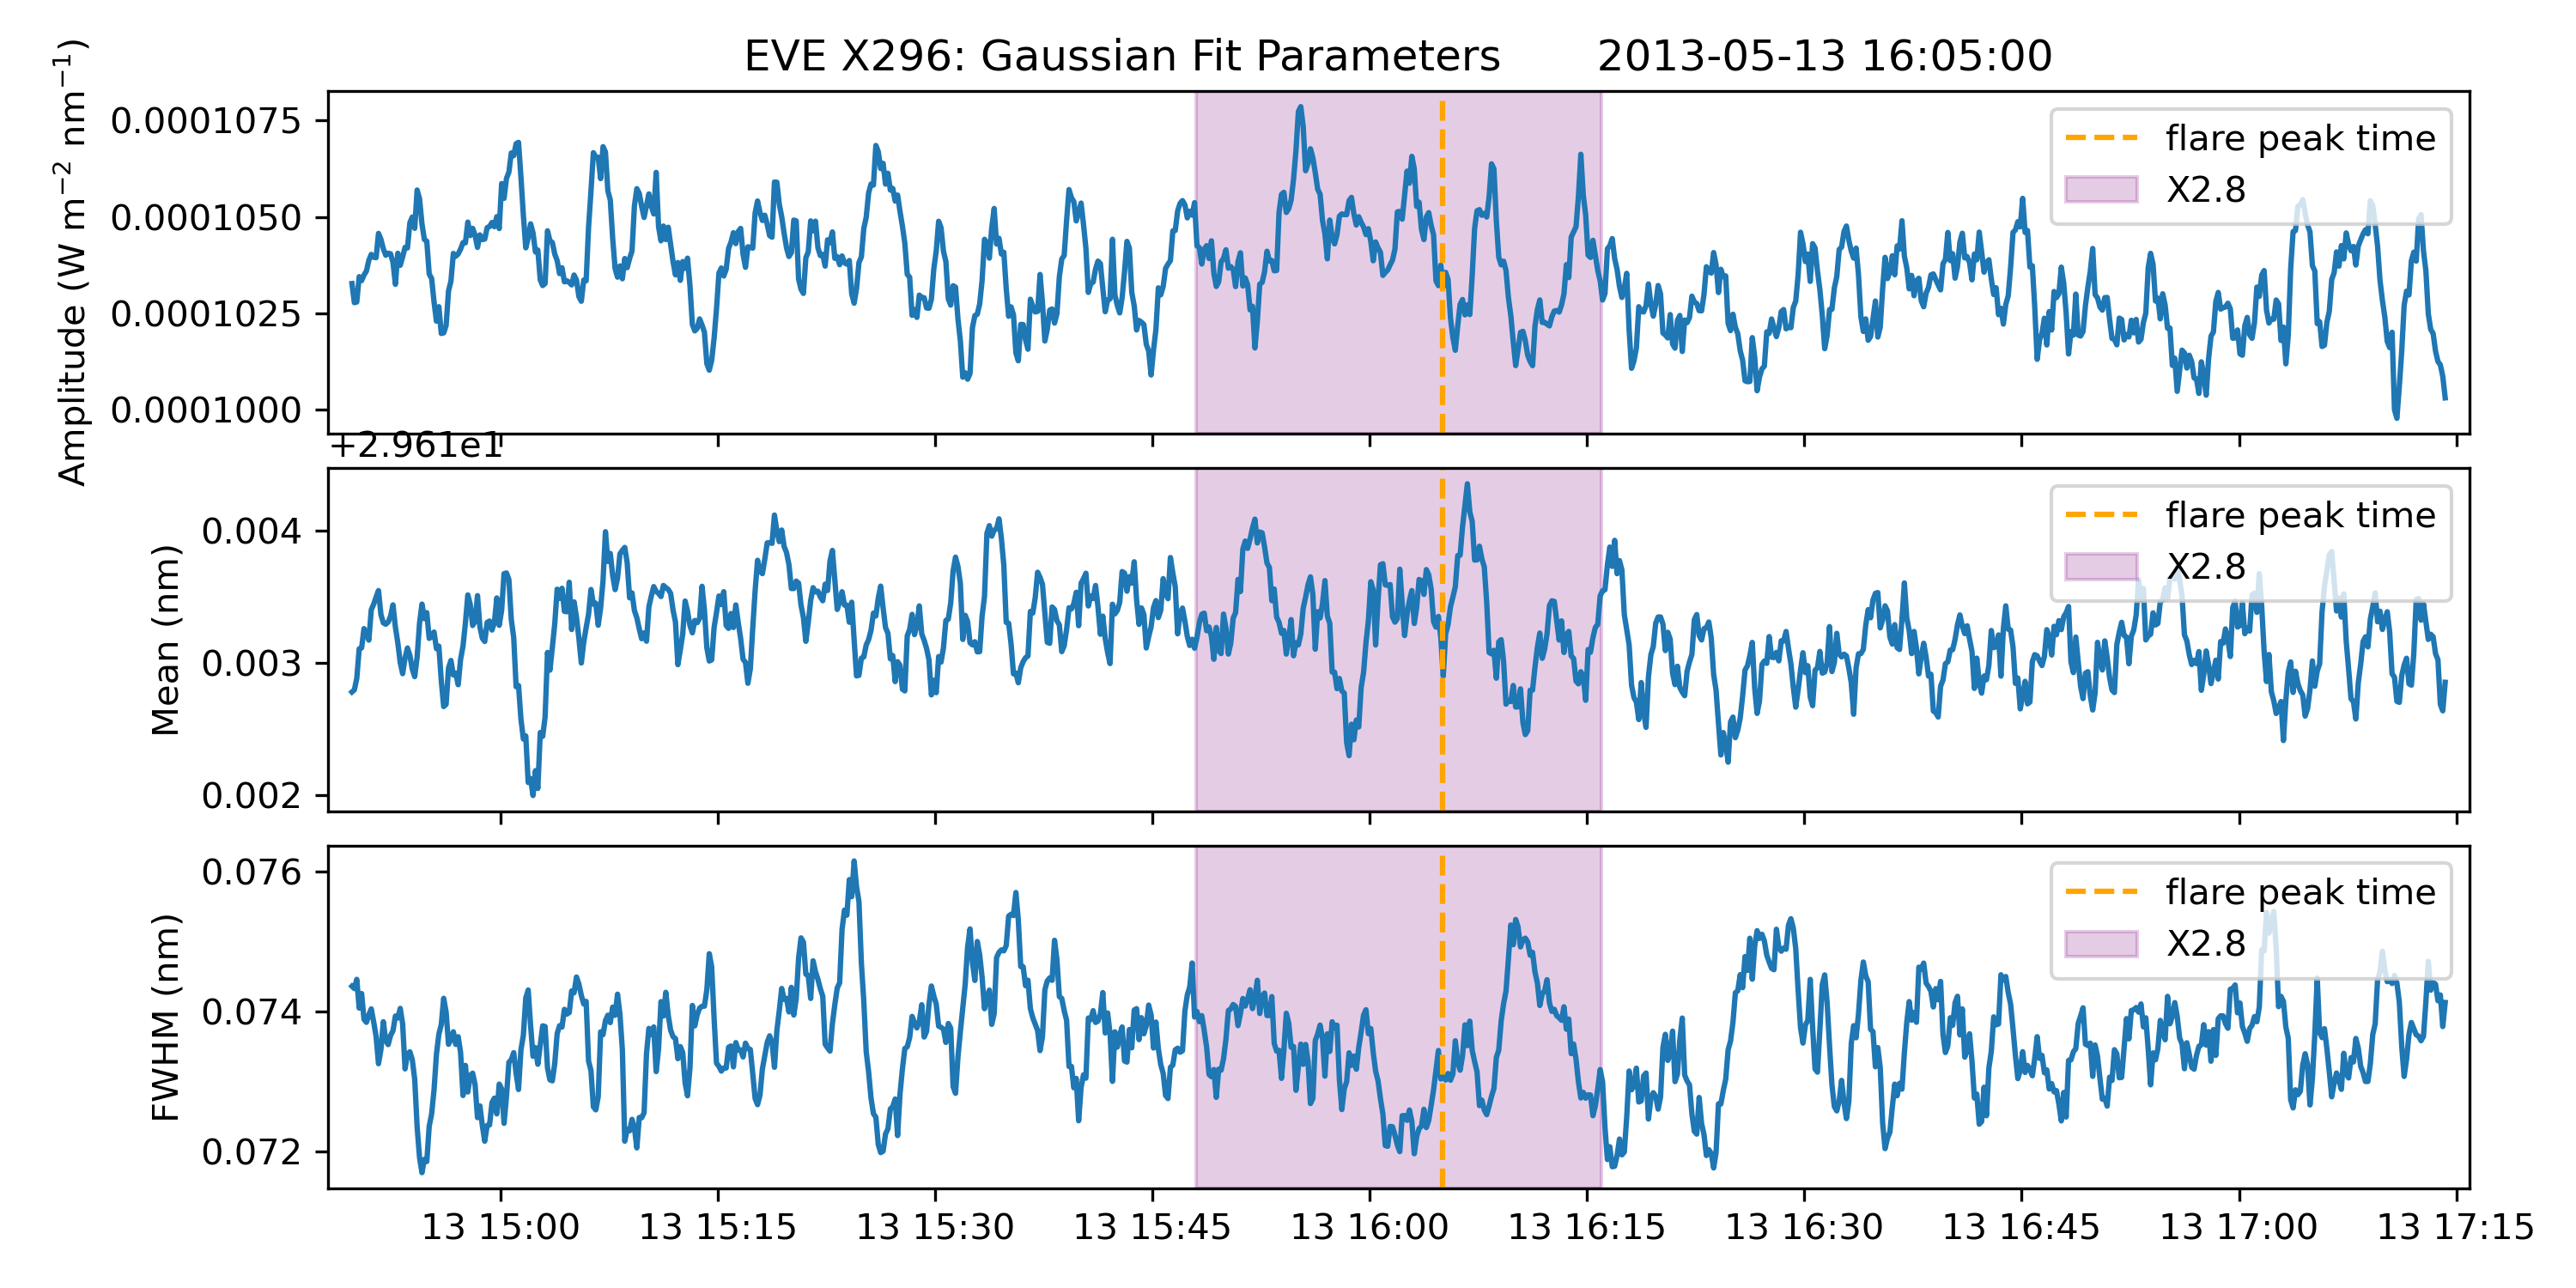 EVE X296: Gaussian Fit Parameters 2013-05-13 16:05:00
Amplitude (W m⁻² nm⁻¹)
0.0001075
0.0001050
0.0001025
0.0001000
flare peak time
X2.8
+2.961e1
Mean (nm)
0.004
0.003
0.002
flare peak time
X2.8
FWHM (nm)
0.076
0.074
0.072
flare peak time
X2.8
13 15:00 13 15:15 13 15:30 13 15:45 13 16:00 13 16:15 13 16:30 13 16:45 13 17:00 13 17:15